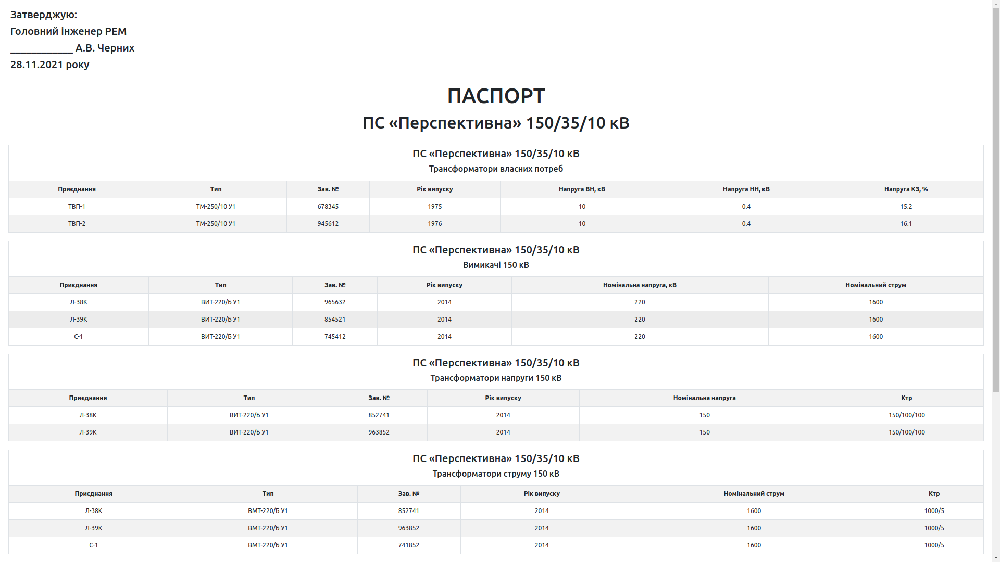 Затверджую:
Головний інженер РЕМ
____________ А.В. Черних
28.11.2021 року
ПАСПОРТ
ПС «Перспективна» 150/35/10 кВ
ПС «Перспективна» 150/35/10 кВ
Трансформатори власних потреб
Приєднання Тип Зав. № Рік випуску Напруга ВН, кВ Напруга НН, кВ Напруга КЗ, %
ТВП-1 ТМ-250/10 У1 678345 1975 10 0.4 15.2
ТВП-2 ТМ-250/10 У1 945612 1976 10 0.4 16.1
ПС «Перспективна» 150/35/10 кВ
Вимикачі 150 кВ
Приєднання Тип Зав. № Рік випуску Номінальна напруга, кВ Номінальний струм
Л-38К ВИТ-220/Б У1 965632 2014 220 1600
Л-39К ВИТ-220/Б У1 854521 2014 220 1600
С-1 ВИТ-220/Б У1 745412 2014 220 1600
ПС «Перспективна» 150/35/10 кВ
Трансформатори напруги 150 кВ
Приєднання Тип Зав. № Рік випуску Номінальна напруга Ктр
Л-38К ВИТ-220/Б У1 852741 2014 150 150/100/100
Л-39К ВИТ-220/Б У1 963852 2014 150 150/100/100
ПС «Перспективна» 150/35/10 кВ
Трансформатори струму 150 кВ
Приєднання Тип Зав. № Рік випуску Номінальний струм Ктр
Л-38К ВМТ-220/Б У1 852741 2014 1600 1000/5
Л-39К ВМТ-220/Б У1 963852 2014 1600 1000/5
С-1 ВМТ-220/Б У1 741852 2014 1600 1000/5